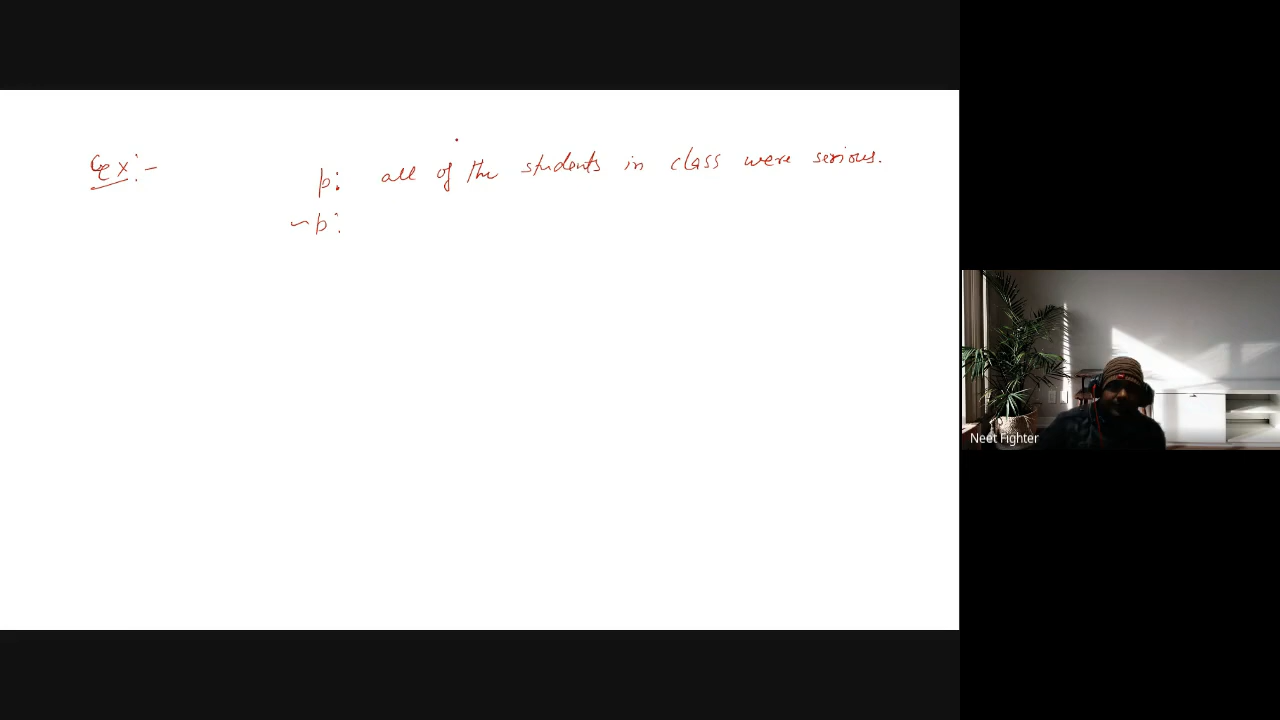 ex:-
p: all of the students in class were serious.
~p:
Neet Fighter